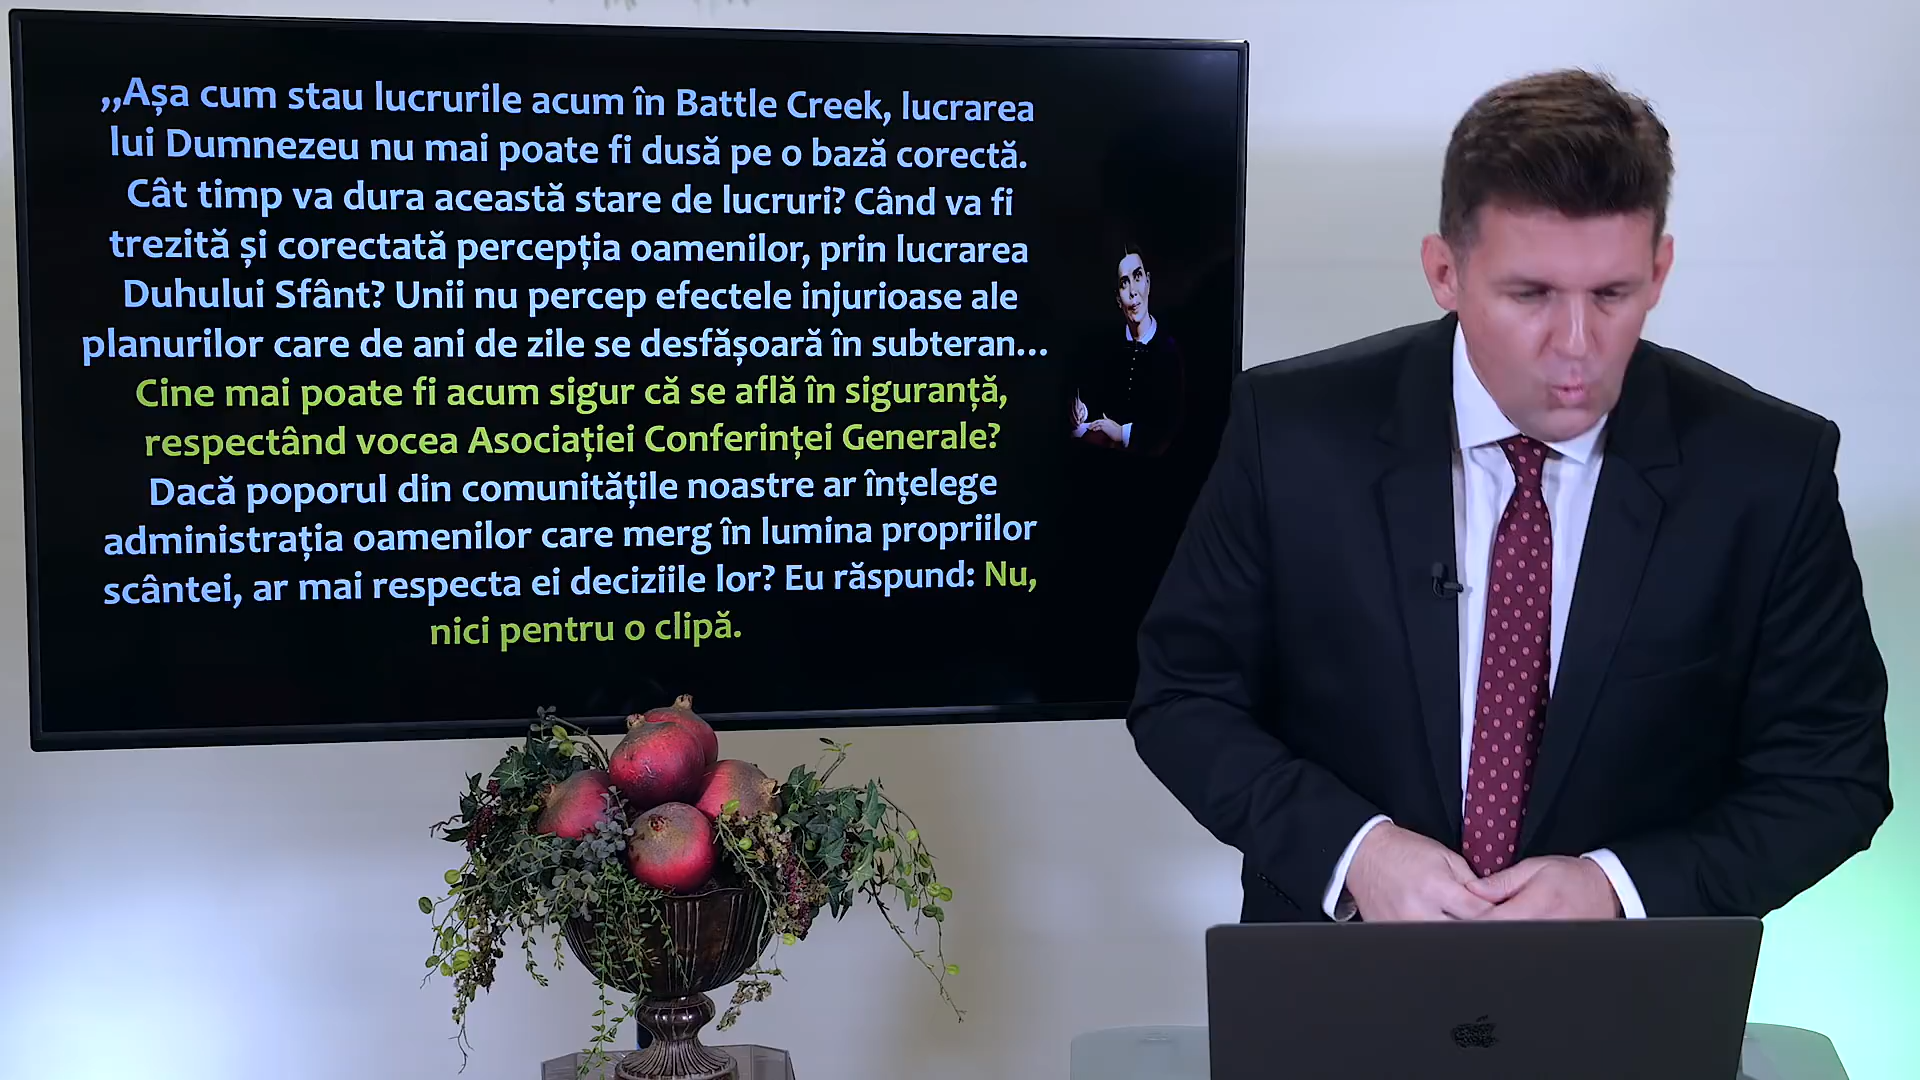 „Așa cum stau lucrurile acum în Battle Creek, lucrarea
lui Dumnezeu nu mai poate fi dusă pe o bază corectă.
Cât timp va dura această stare de lucruri? Când va fi
trezită și corectată percepția oamenilor, prin lucrarea
Duhului Sfânt? Unii nu percep efectele injurioase ale
planurilor care de ani de zile se desfășoară în subteran...
Cine mai poate fi acum sigur că se află în siguranță,
respectând vocea Asociației Conferinței Generale?
Dacă poporul din comunitățile noastre ar înțelege
administrația oamenilor care merg în lumina propriilor
scântei, ar mai respecta ei deciziile lor? Eu răspund: Nu,
nici pentru o clipă.